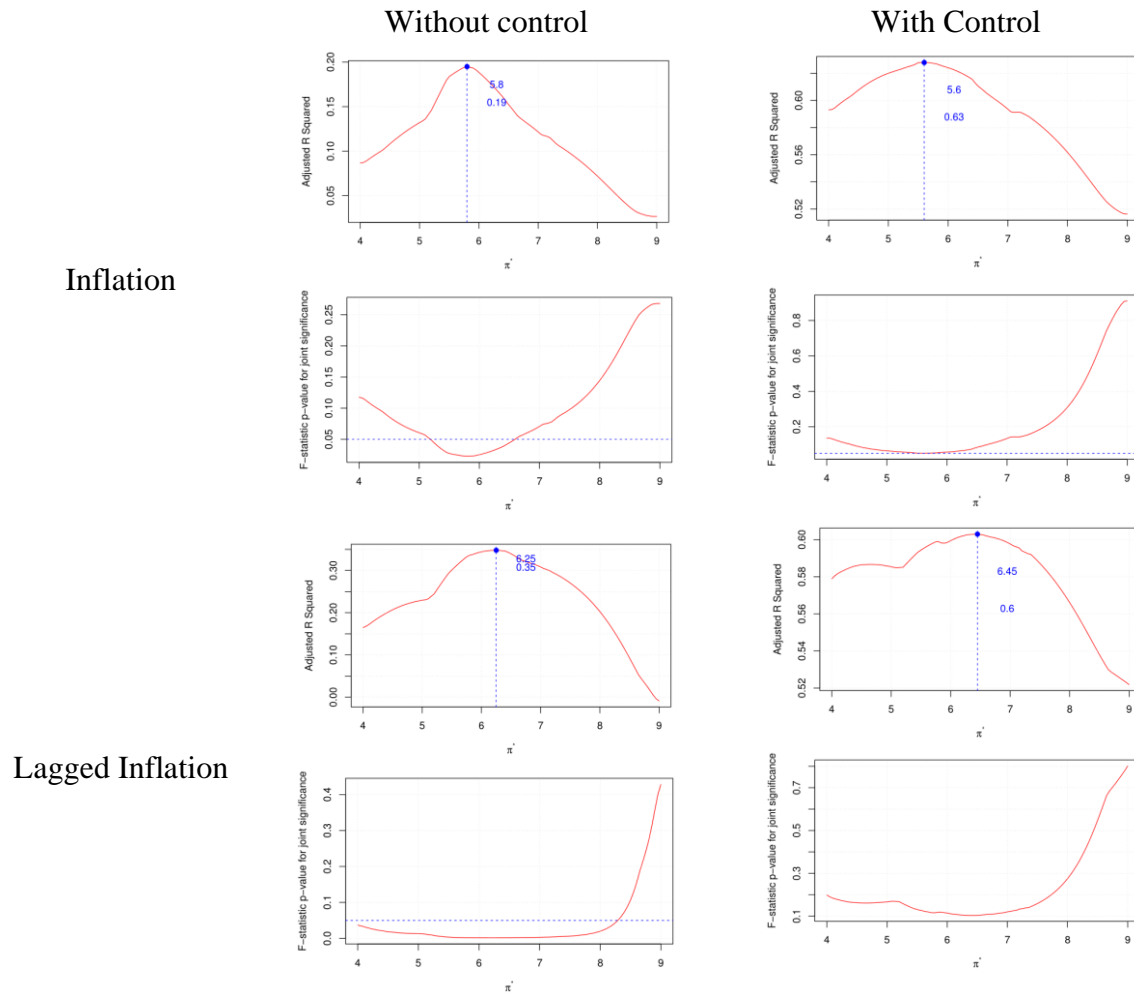 Without control
With Control
Inflation
Adjusted R Squared
0.20
0.15
0.10
0.05
5.8
0.19
4 5 6 7 8 9
π*
Adjusted R Squared
0.60
0.56
0.52
5.6
0.63
4 5 6 7 8 9
π*
F-statistic p-value for joint significance
0.25
0.20
0.15
0.10
0.05
4 5 6 7 8 9
π*
F-statistic p-value for joint significance
0.8
0.6
0.4
0.2
4 5 6 7 8 9
π*
Lagged Inflation
Adjusted R Squared
0.30
0.20
0.10
0.00
6.25
0.35
4 5 6 7 8 9
π*
Adjusted R Squared
0.60
0.58
0.56
0.54
0.52
6.45
0.6
4 5 6 7 8 9
π*
F-statistic p-value for joint significance
0.4
0.3
0.2
0.1
0.0
4 5 6 7 8 9
π*
F-statistic p-value for joint significance
0.7
0.5
0.3
0.1
4 5 6 7 8 9
π*